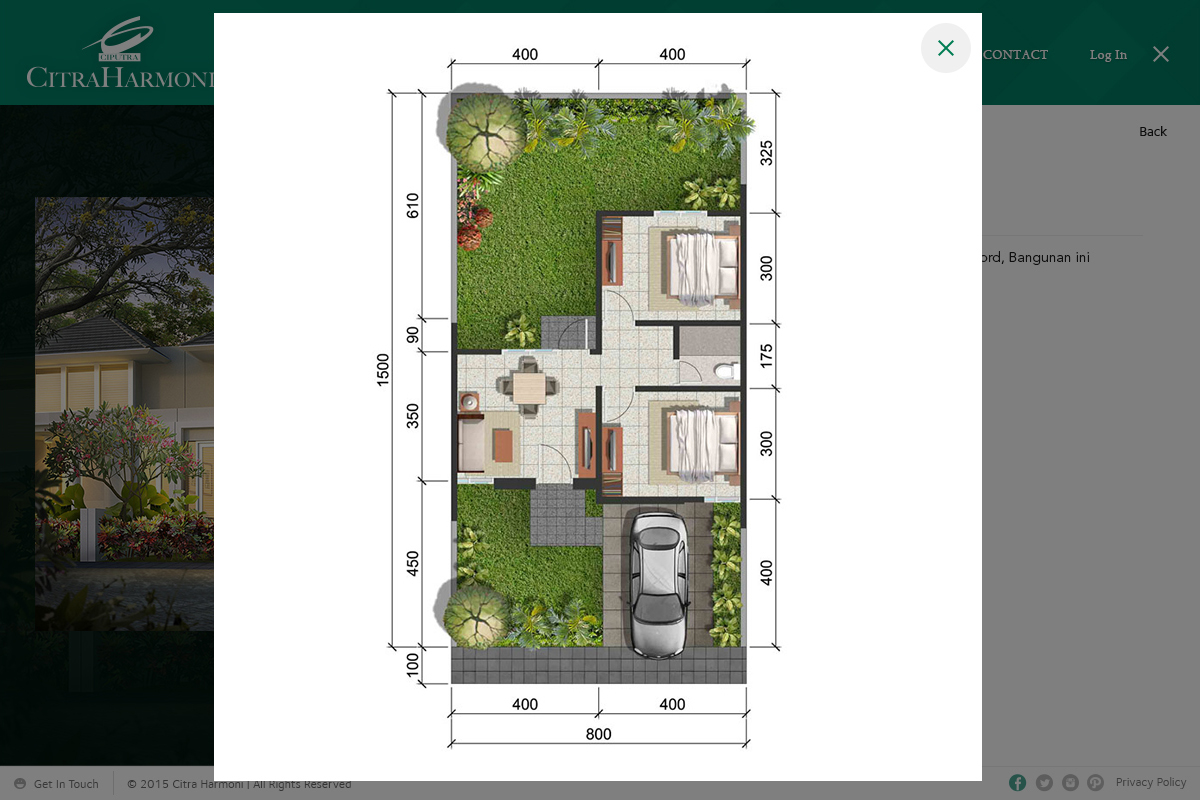 CIPUTRA
CITRAHARMONI
CONTACT
Log In
Back
ord, Bangunan ini
400 400
325
610
300
90
175
1500
350
300
450
400
100
400 400
800
Get In Touch
© 2015 Citra Harmoni | All Rights Reserved
Privacy Policy